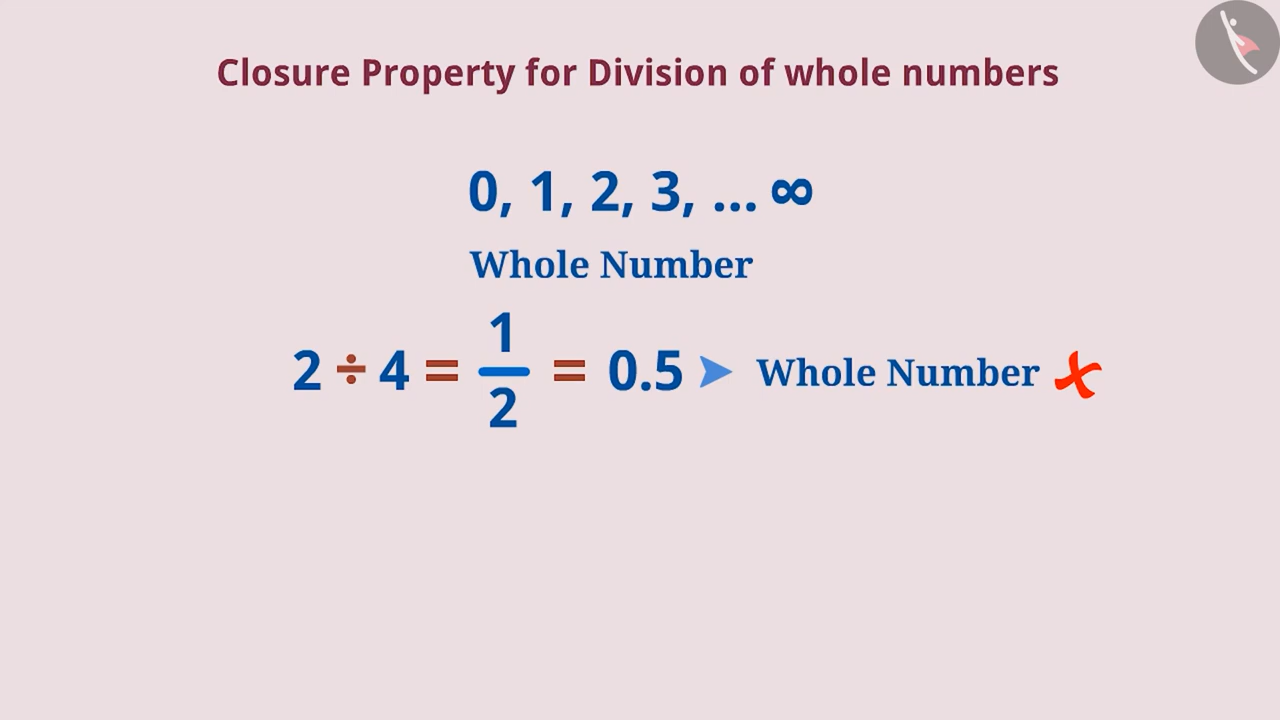 Closure Property for Division of whole numbers
0, 1, 2, 3, ... ∞
Whole Number
2 ÷ 4 = 1/2 = 0.5 ➤ Whole Number ✗